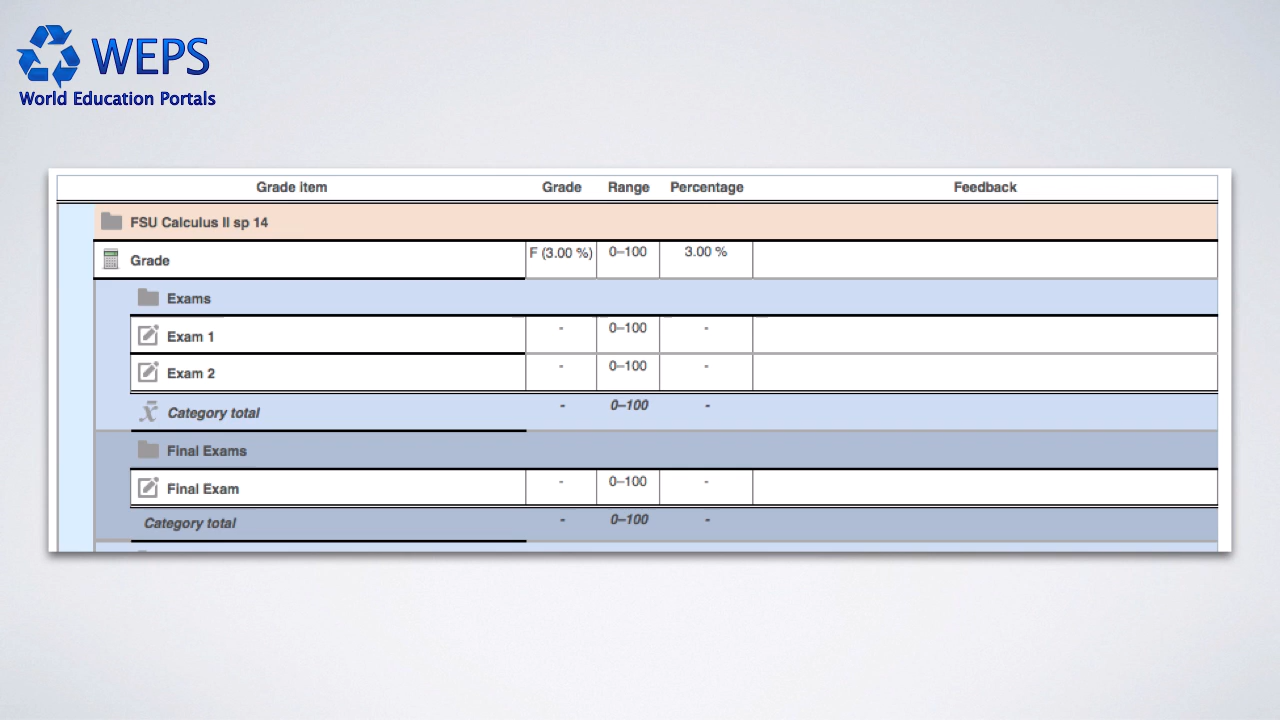 WEPS
World Education Portals
Grade item Grade Range Percentage Feedback
FSU Calculus II sp 14
Grade F (3.00 %) 0–100 3.00 %
Exams
Exam 1 - 0–100 -
Exam 2 - 0–100 -
x̄ Category total - 0–100 -
Final Exams
Final Exam - 0–100 -
Category total - 0–100 -